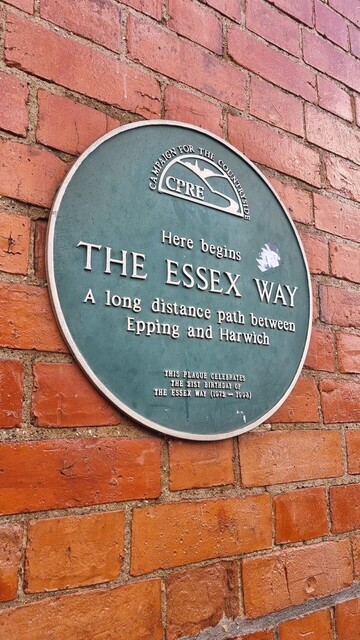 CAMPAIGN FOR THE COUNTRYSIDE
CPRE
Here begins
THE ESSEX WAY
A long distance path between
Epping and Harwich
THIS PLAQUE CELEBRATES
THE 21ST BIRTHDAY OF
THE ESSEX WAY (1972 - 1993)